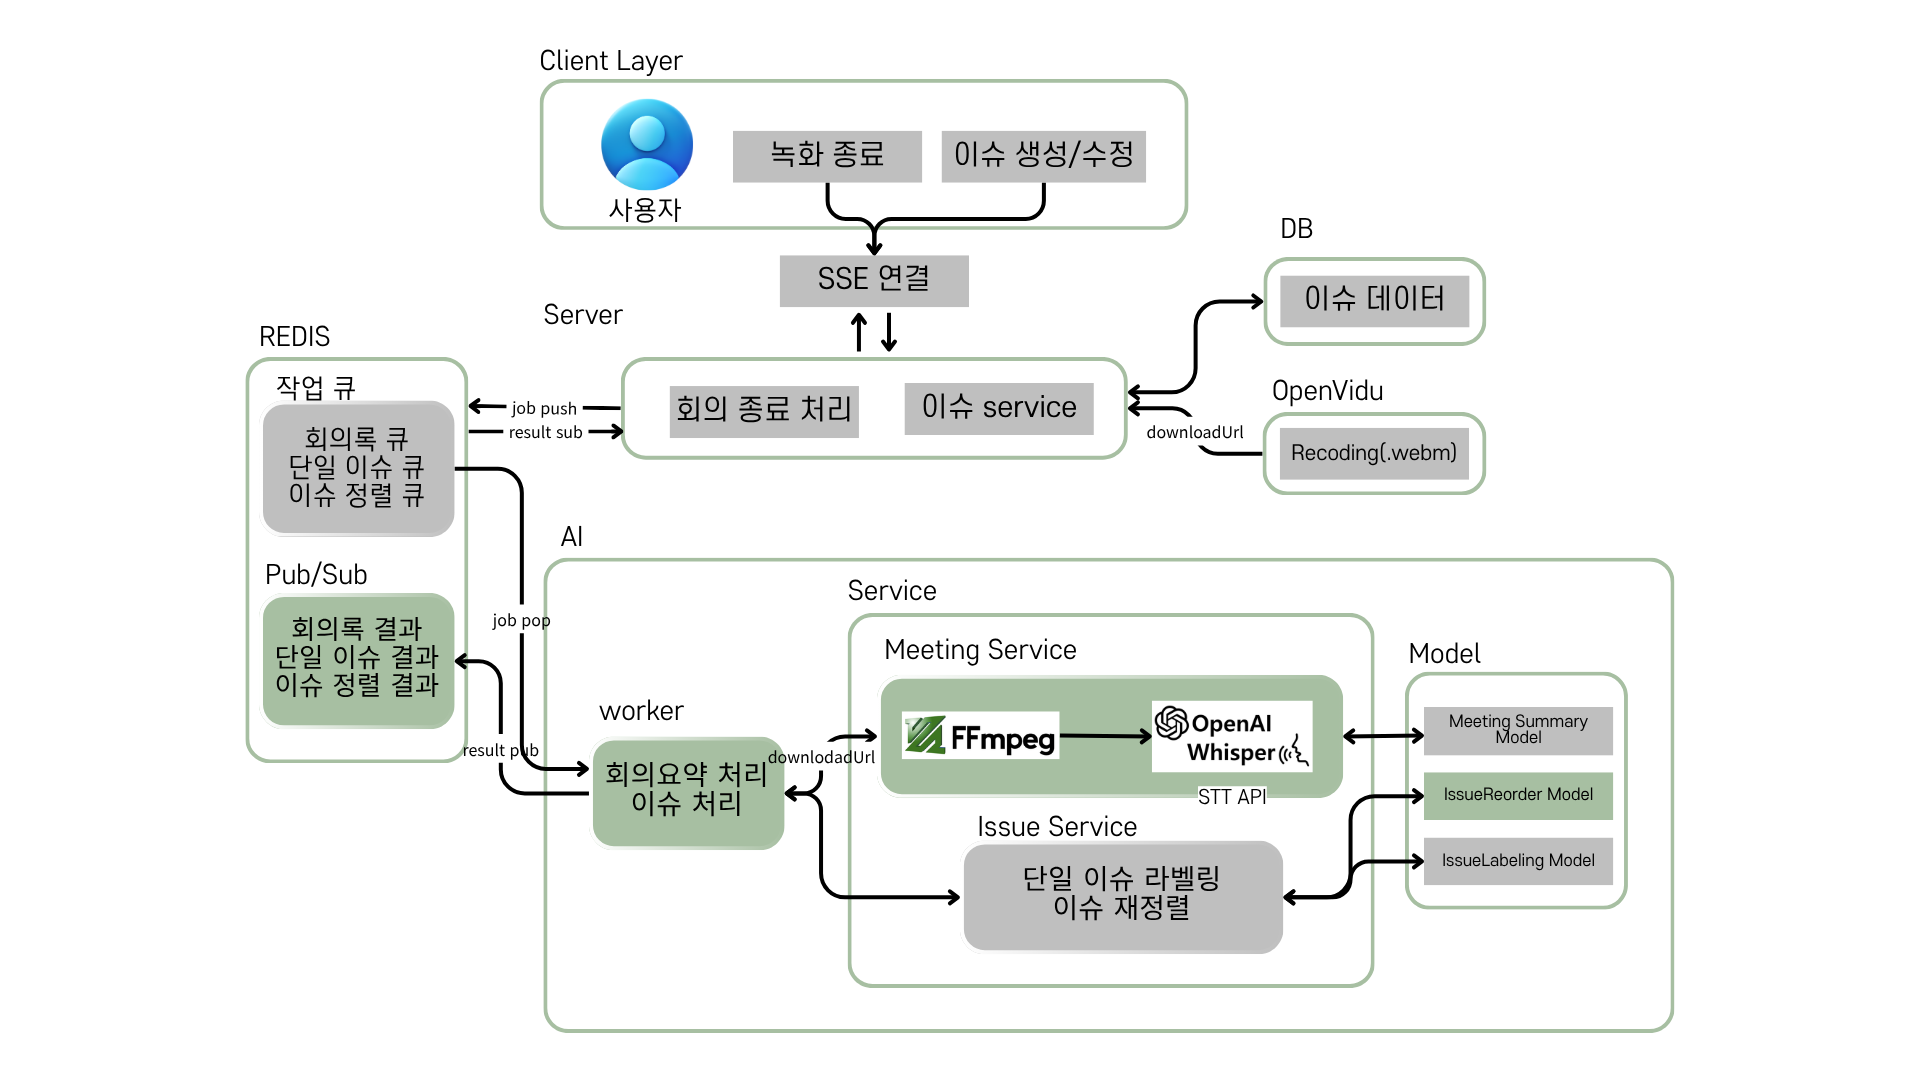 Client Layer
사용자
녹화 종료
이슈 생성/수정
SSE 연결
DB
이슈 데이터
Server
회의 종료 처리
이슈 service
OpenVidu
Recoding(.webm)
downloadUrl
REDIS
작업 큐
회의록 큐
단일 이슈 큐
이슈 정렬 큐
job push
result sub
Pub/Sub
회의록 결과
단일 이슈 결과
이슈 정렬 결과
job pop
result pub
AI
worker
회의요약 처리
이슈 처리
downlodadUrl
Service
Meeting Service
FFmpeg
OpenAI
Whisper
STT API
Issue Service
단일 이슈 라벨링
이슈 재정렬
Model
Meeting Summary
Model
IssueReorder Model
IssueLabeling Model